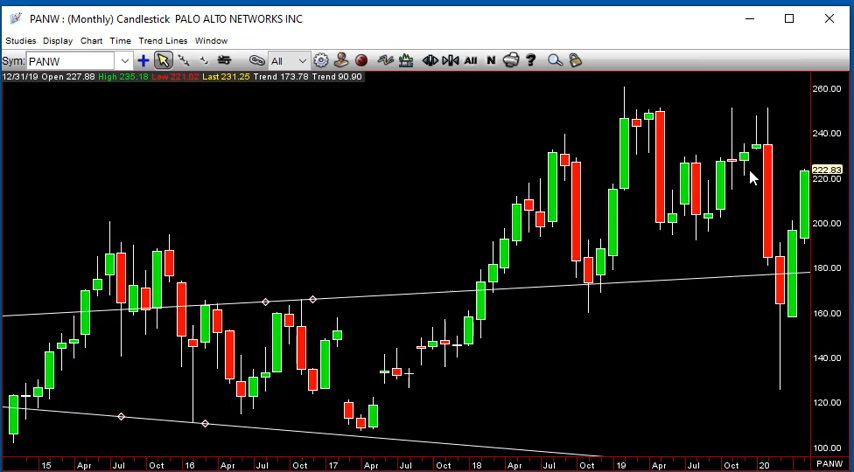 PANW : (Monthly) Candlestick PALO ALTO NETWORKS INC
Studies Display Chart Time Trend Lines Window
Sym: PANW All All N ?
12/31/19 Open 227.88 High 235.18 Low 221.02 Last 231.25 Trend 173.78 Trend 90.90
260.00
240.00
222.83
220.00
200.00
180.00
160.00
140.00
120.00
100.00
15 Apr Jul Oct 16 Apr Jul Oct 17 Apr Jul Oct 18 Apr Jul Oct 19 Apr Jul Oct 20 PANW